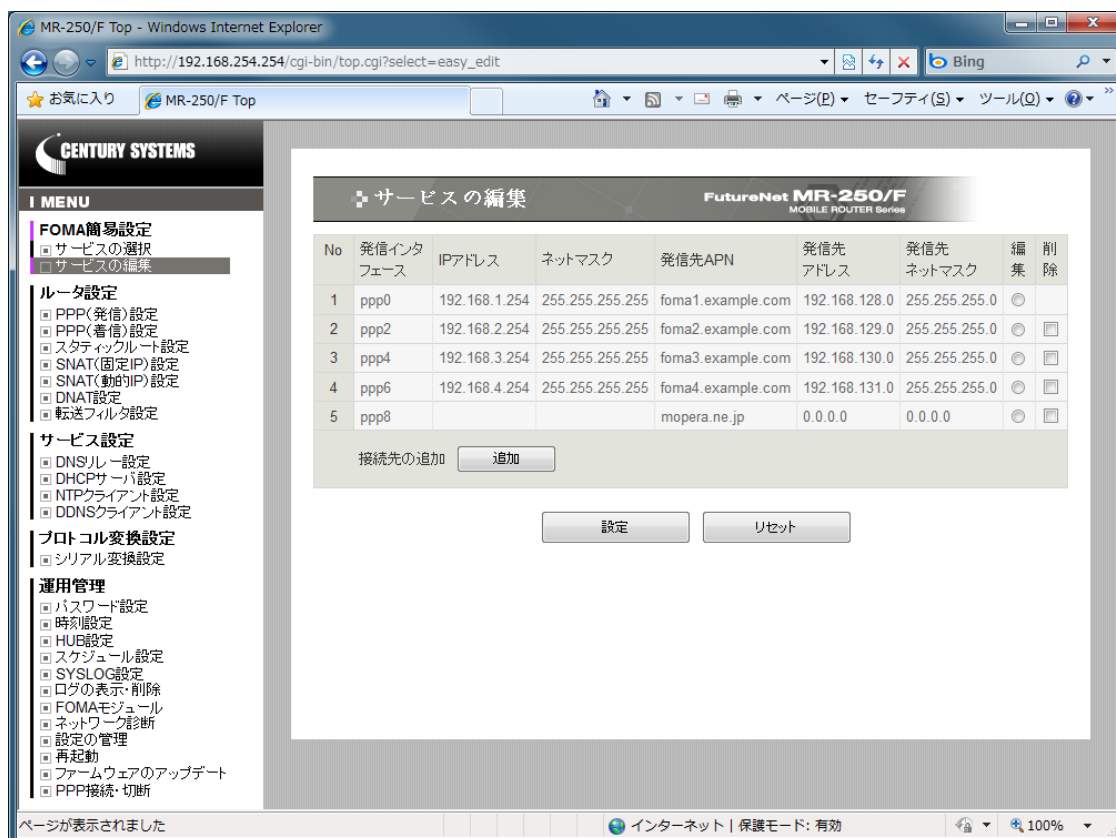 MR-250/F Top - Windows Internet Explorer
http://192.168.254.254/cgi-bin/top.cgi?select=easy_edit
Bing
お気に入り
MR-250/F Top
ページ(P)
セーフティ(S)
ツール(O)
CENTURY SYSTEMS
MENU
FOMA簡易設定
サービスの選択
サービスの編集
ルータ設定
PPP(発信)設定
PPP(着信)設定
スタティックルート設定
SNAT(固定IP)設定
SNAT(動的IP)設定
DNAT設定
転送フィルタ設定
サービス設定
DNSリレー設定
DHCPサーバ設定
NTPクライアント設定
DDNSクライアント設定
プロトコル変換設定
シリアル変換設定
運用管理
パスワード設定
時刻設定
HUB設定
スケジュール設定
SYSLOG設定
ログの表示・削除
FOMAモジュール
ネットワーク診断
設定の管理
再起動
ファームウェアのアップデート
PPP接続・切断
サービスの編集
FutureNet MR-250/F
MOBILE ROUTER Series
No 発信インタフェース IPアドレス ネットマスク 発信先APN 発信先アドレス 発信先ネットマスク 編集 削除
1 ppp0 192.168.1.254 255.255.255.255 foma1.example.com 192.168.128.0 255.255.255.0
2 ppp2 192.168.2.254 255.255.255.255 foma2.example.com 192.168.129.0 255.255.255.0
3 ppp4 192.168.3.254 255.255.255.255 foma3.example.com 192.168.130.0 255.255.255.0
4 ppp6 192.168.4.254 255.255.255.255 foma4.example.com 192.168.131.0 255.255.255.0
5 ppp8 mopera.ne.jp 0.0.0.0 0.0.0.0
接続先の追加 追加
設定 リセット
ページが表示されました
インターネット | 保護モード: 有効
100%